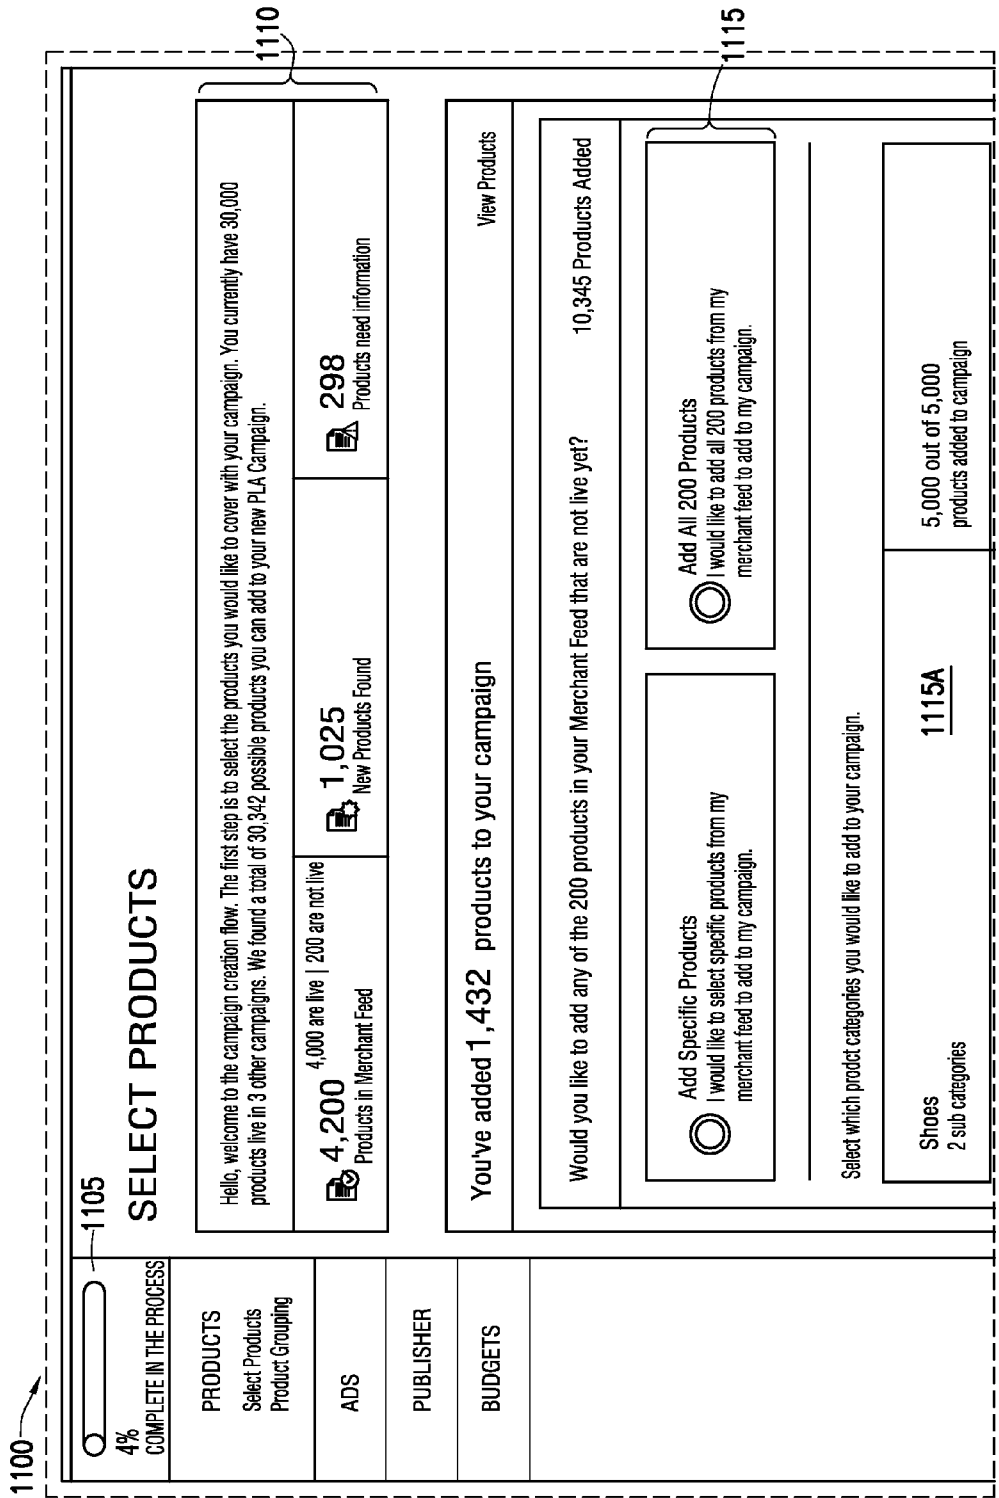 1100
1105
4%
COMPLETE IN THE PROCESS
PRODUCTS
Select Products
Product Grouping
ADS
PUBLISHER
BUDGETS
SELECT PRODUCTS
1110
Hello, welcome to the campaign creation flow. The first step is to select the products you would like to cover with your campaign. You currently have 30,000
products live in 3 other campaigns. We found a total of 30,342 possible products you can add to your new PLA Campaign.
4,200 4,000 are live | 200 are not live
Products in Merchant Feed
1,025
New Products Found
298
Products need information
You've added 1,432 products to your campaign
View Products
Would you like to add any of the 200 products in your Merchant Feed that are not live yet?
10,345 Products Added
1115
Add Specific Products
I would like to select specific products from my
merchant feed to add to my campaign.
Add All 200 Products
I would like to add all 200 products from my
merchant feed to add to my campaign.
Select which prodct categories you would like to add to your campaign.
Shoes
2 sub categories
1115A
5,000 out of 5,000
products added to campaign